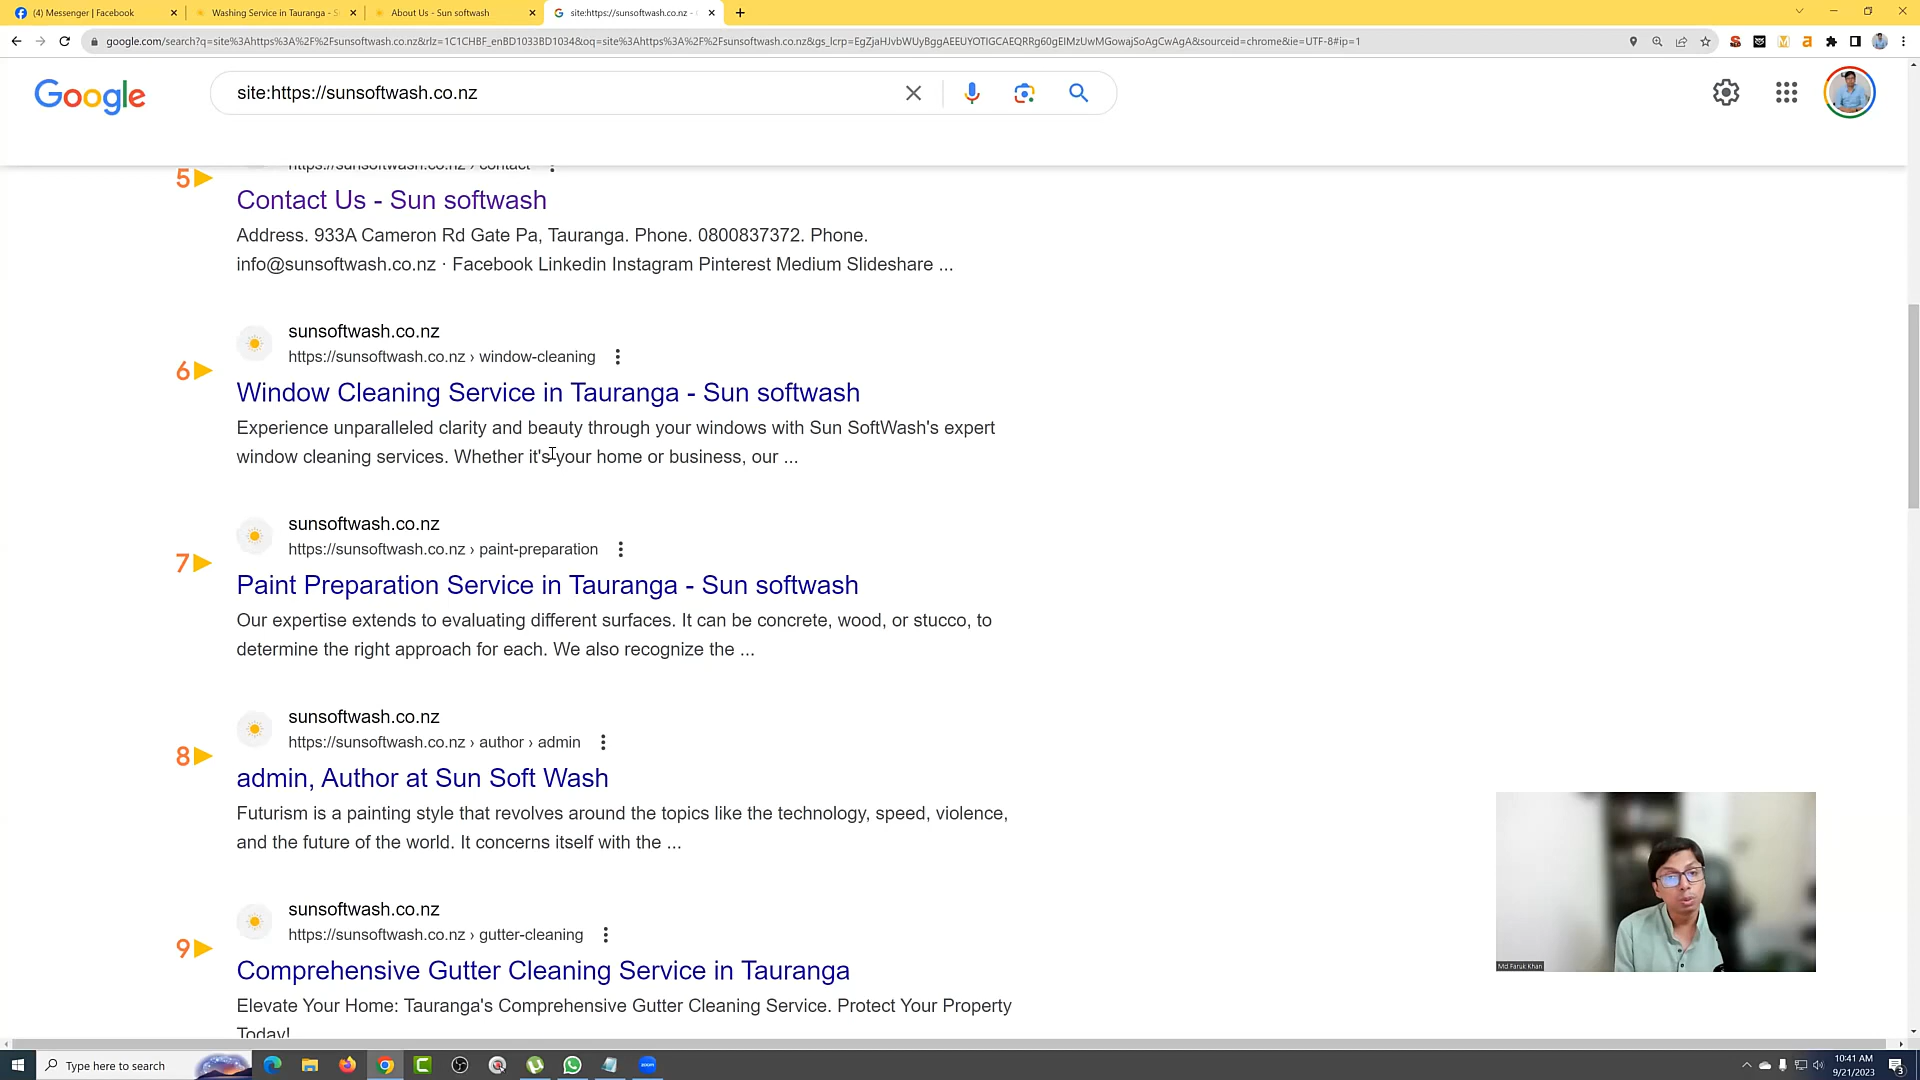 (4) Messenger | Facebook
Washing Service in Tauranga - S
About Us - Sun softwash
site:https://sunsoftwash.co.nz -
google.com/search?q=site%3Ahttps%3A%2F%2Fsunsoftwash.co.nz&rlz=1C1CHBF_enBD1033BD1034&oq=site%3Ahttps%3A%2F%2Fsunsoftwash.co.nz&gs_lcrp=EgZjaHJvbWUyBggAEEUYOTIGCAEQRRg60gEIMzUwMGowajSoAgCwAgA&sourceid=chrome&ie=UTF-8#ip=1
Google
site:https://sunsoftwash.co.nz
https://sunsoftwash.co.nz › contact
5
Contact Us - Sun softwash
Address. 933A Cameron Rd Gate Pa, Tauranga. Phone. 0800837372. Phone.
info@sunsoftwash.co.nz · Facebook Linkedin Instagram Pinterest Medium Slideshare ...
sunsoftwash.co.nz
https://sunsoftwash.co.nz › window-cleaning
6
Window Cleaning Service in Tauranga - Sun softwash
Experience unparalleled clarity and beauty through your windows with Sun SoftWash's expert
window cleaning services. Whether it's your home or business, our ...
sunsoftwash.co.nz
https://sunsoftwash.co.nz › paint-preparation
7
Paint Preparation Service in Tauranga - Sun softwash
Our expertise extends to evaluating different surfaces. It can be concrete, wood, or stucco, to
determine the right approach for each. We also recognize the ...
sunsoftwash.co.nz
https://sunsoftwash.co.nz › author › admin
8
admin, Author at Sun Soft Wash
Futurism is a painting style that revolves around the topics like the technology, speed, violence,
and the future of the world. It concerns itself with the ...
sunsoftwash.co.nz
https://sunsoftwash.co.nz › gutter-cleaning
9
Comprehensive Gutter Cleaning Service in Tauranga
Elevate Your Home: Tauranga's Comprehensive Gutter Cleaning Service. Protect Your Property
Today!
Md Faruk Khan
Type here to search
zoom
10:41 AM
9/21/2023
3